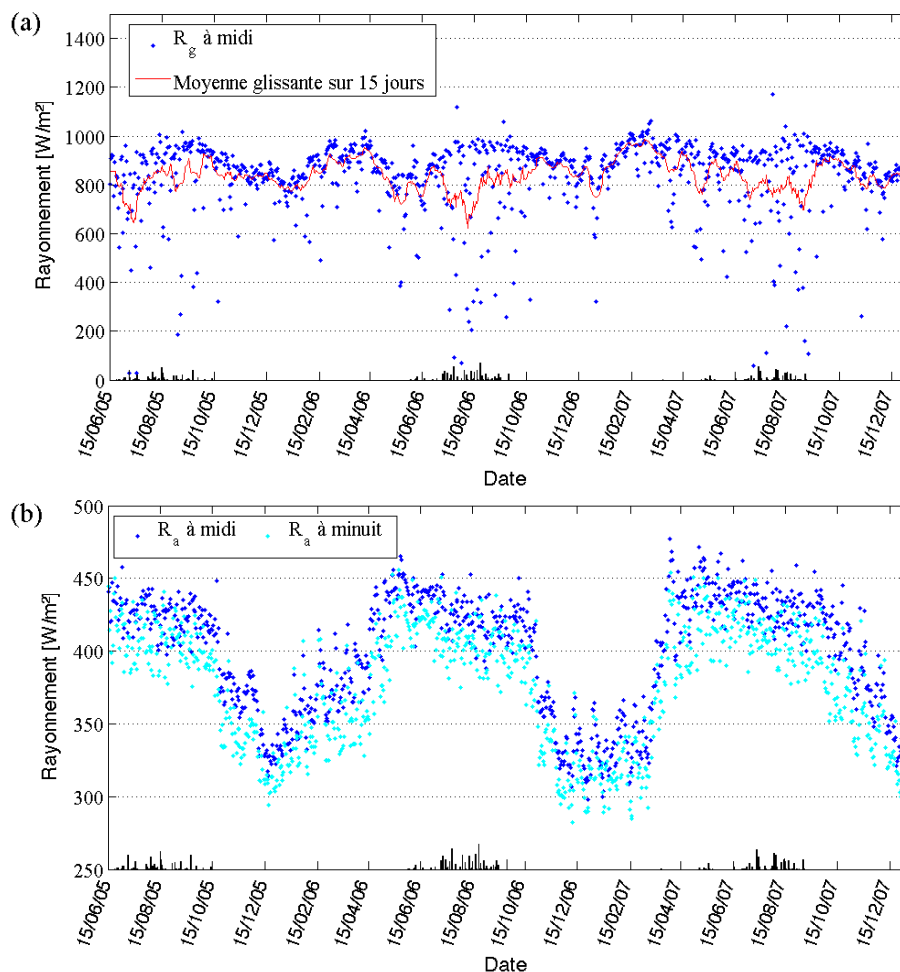 (a)
1400
1200
1000
800
600
400
200
0
Rayonnement [W/m²]
R_g à midi
Moyenne glissante sur 15 jours
15/06/05 15/08/05 15/10/05 15/12/05 15/02/06 15/04/06 15/06/06 15/08/06 15/10/06 15/12/06 15/02/07 15/04/07 15/06/07 15/08/07 15/10/07 15/12/07
Date
(b)
500
450
400
350
300
250
Rayonnement [W/m²]
R_a à midi R_a à minuit
15/06/05 15/08/05 15/10/05 15/12/05 15/02/06 15/04/06 15/06/06 15/08/06 15/10/06 15/12/06 15/02/07 15/04/07 15/06/07 15/08/07 15/10/07 15/12/07
Date